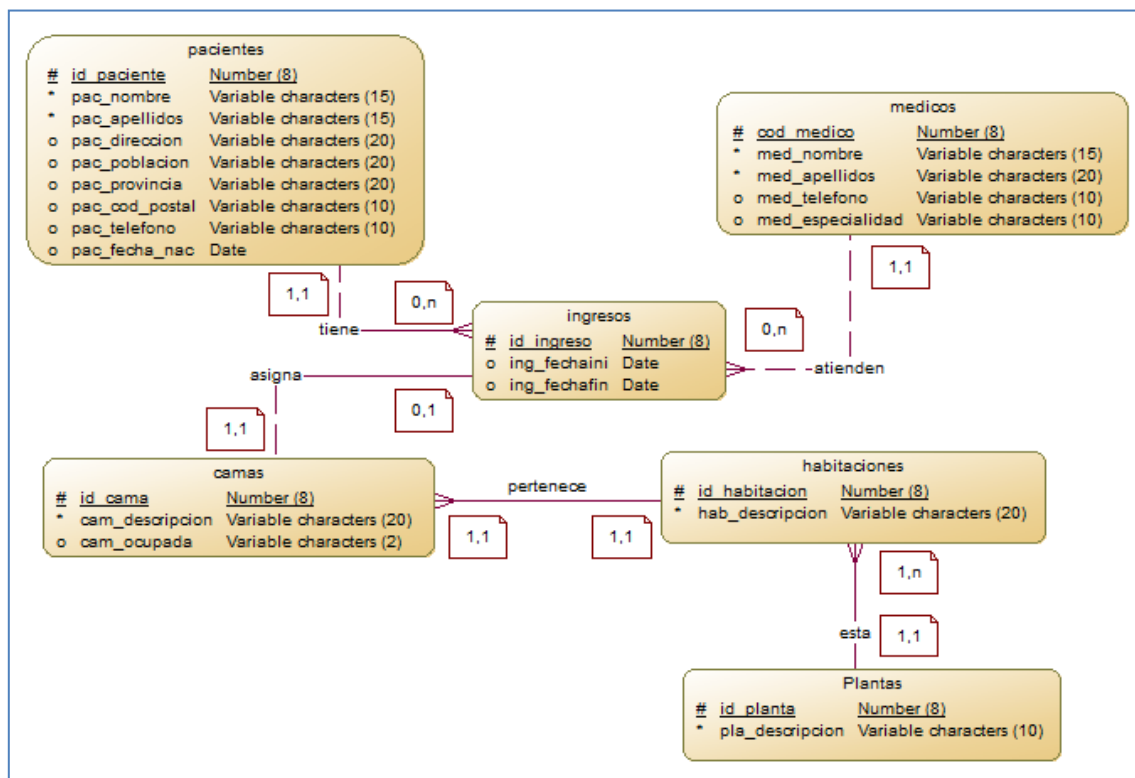 pacientes
# id_paciente Number (8)
* pac_nombre Variable characters (15)
* pac_apellidos Variable characters (15)
o pac_direccion Variable characters (20)
o pac_poblacion Variable characters (20)
o pac_provincia Variable characters (20)
o pac_cod_postal Variable characters (10)
o pac_telefono Variable characters (10)
o pac_fecha_nac Date
medicos
# cod_medico Number (8)
* med_nombre Variable characters (15)
* med_apellidos Variable characters (20)
o med_telefono Variable characters (10)
o med_especialidad Variable characters (10)
1,1
0,n
tiene
1,1
0,n
atienden
ingresos
# id_ingreso Number (8)
o ing_fechaini Date
o ing_fechafin Date
asigna
0,1
1,1
camas
# id_cama Number (8)
* cam_descripcion Variable characters (20)
o cam_ocupada Variable characters (2)
pertenece
1,1
1,1
habitaciones
# id_habitacion Number (8)
* hab_descripcion Variable characters (20)
1,n
esta
1,1
Plantas
# id_planta Number (8)
* pla_descripcion Variable characters (10)